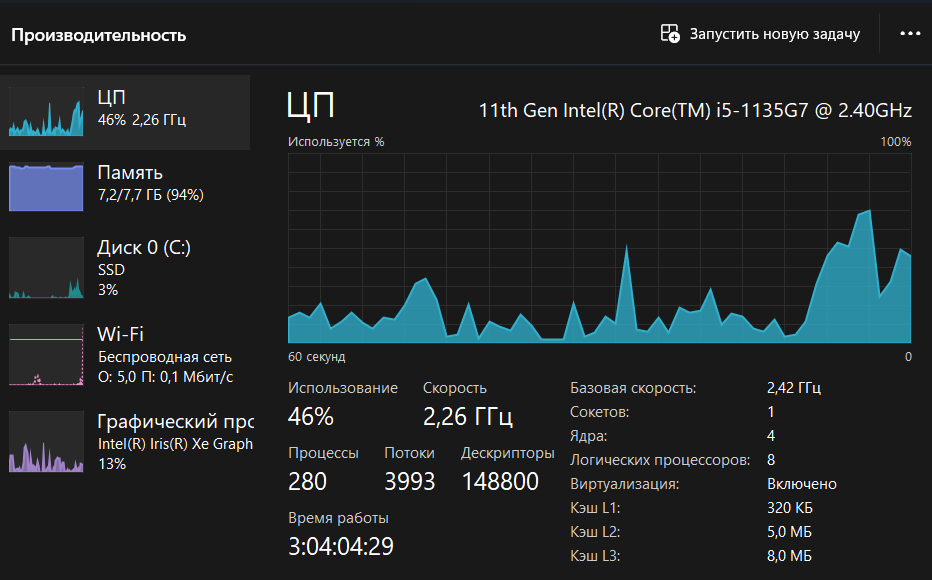 Производительность
Запустить новую задачу
ЦП
46% 2,26 ГГц
Память
7,2/7,7 ГБ (94%)
Диск 0 (C:)
SSD
3%
Wi-Fi
Беспроводная сеть
О: 5,0 П: 0,1 Мбит/с
Графический прс
Intel(R) Iris(R) Xe Graph
13%
ЦП
11th Gen Intel(R) Core(TM) i5-1135G7 @ 2.40GHz
Используется %
100%
60 секунд
0
Использование
Скорость
46%
2,26 ГГц
Процессы
Потоки
Дескрипторы
280
3993
148800
Время работы
3:04:04:29
Базовая скорость: 2,42 ГГц
Сокетов: 1
Ядра: 4
Логических процессоров: 8
Виртуализация: Включено
Кэш L1: 320 КБ
Кэш L2: 5,0 МБ
Кэш L3: 8,0 МБ